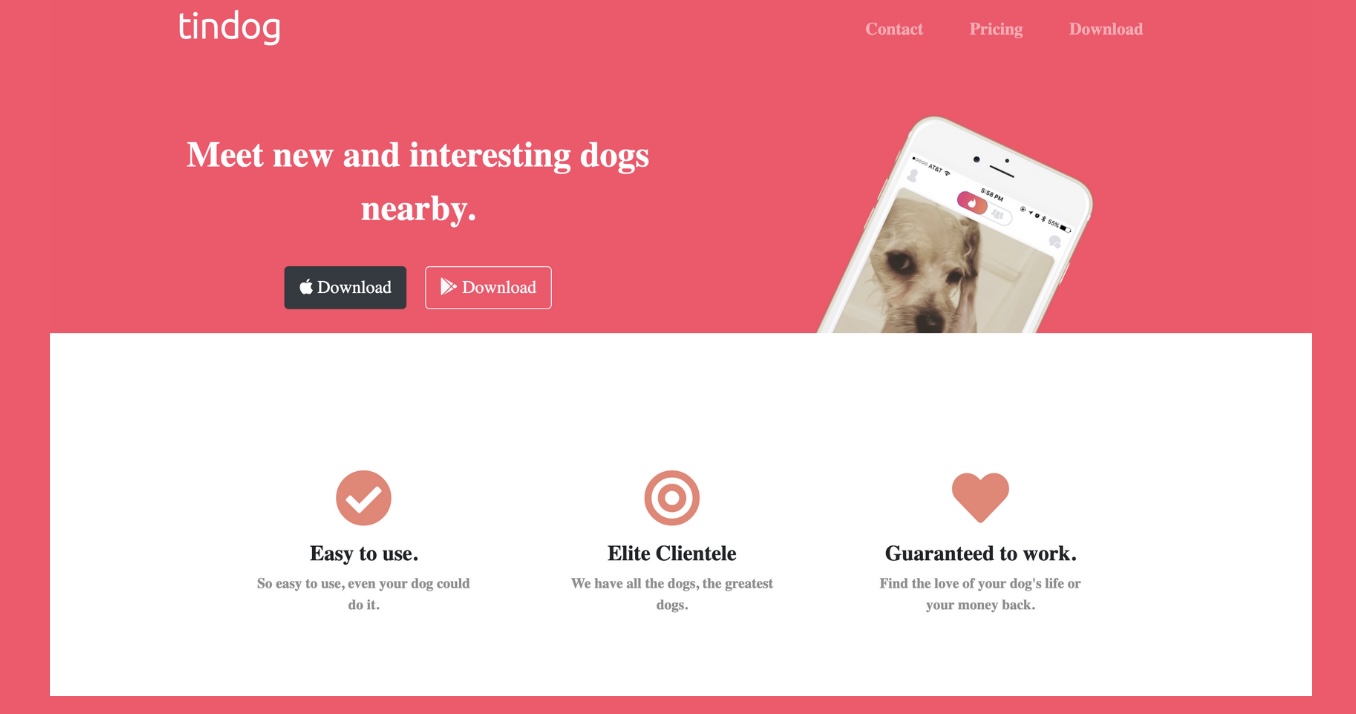 tindog
Contact Pricing Download
Meet new and interesting dogs
nearby.
AT&T
5:58 PM
55%
Download Download
Easy to use.
So easy to use, even your dog could
do it.
Elite Clientele
We have all the dogs, the greatest
dogs.
Guaranteed to work.
Find the love of your dog's life or
your money back.